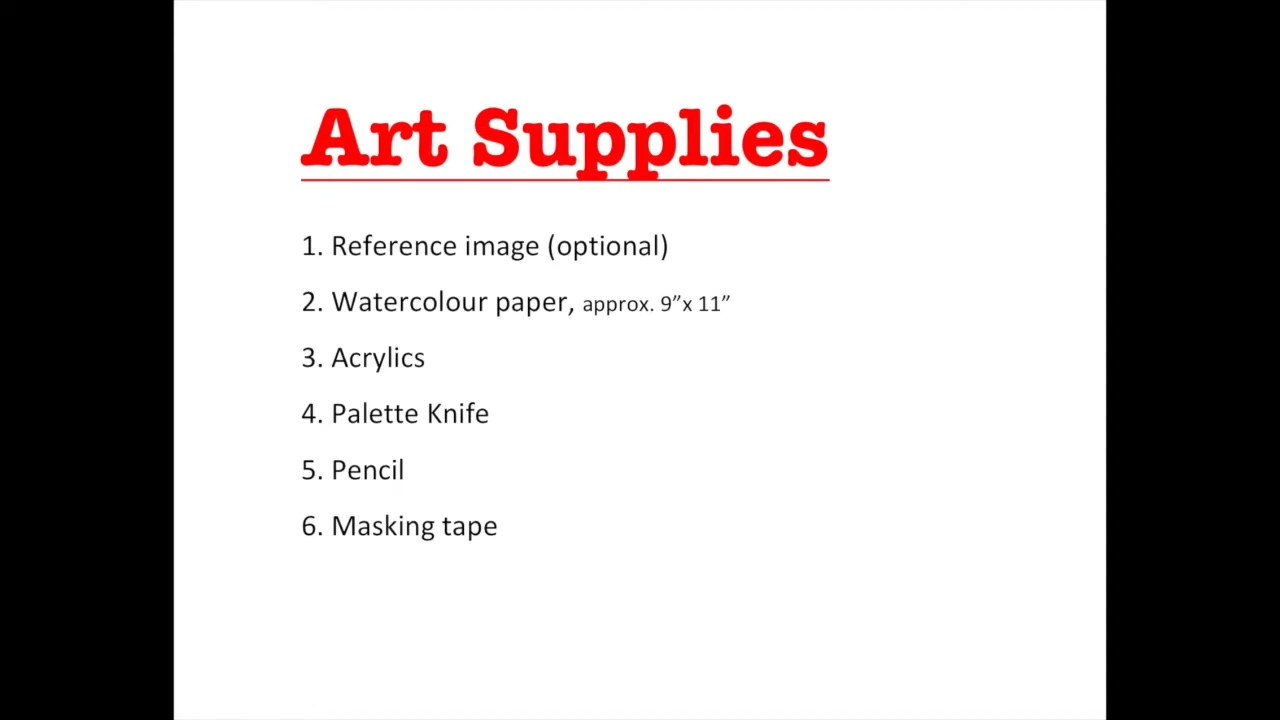 Art Supplies
1. Reference image (optional)
2. Watercolour paper, approx. 9”x 11”
3. Acrylics
4. Palette Knife
5. Pencil
6. Masking tape